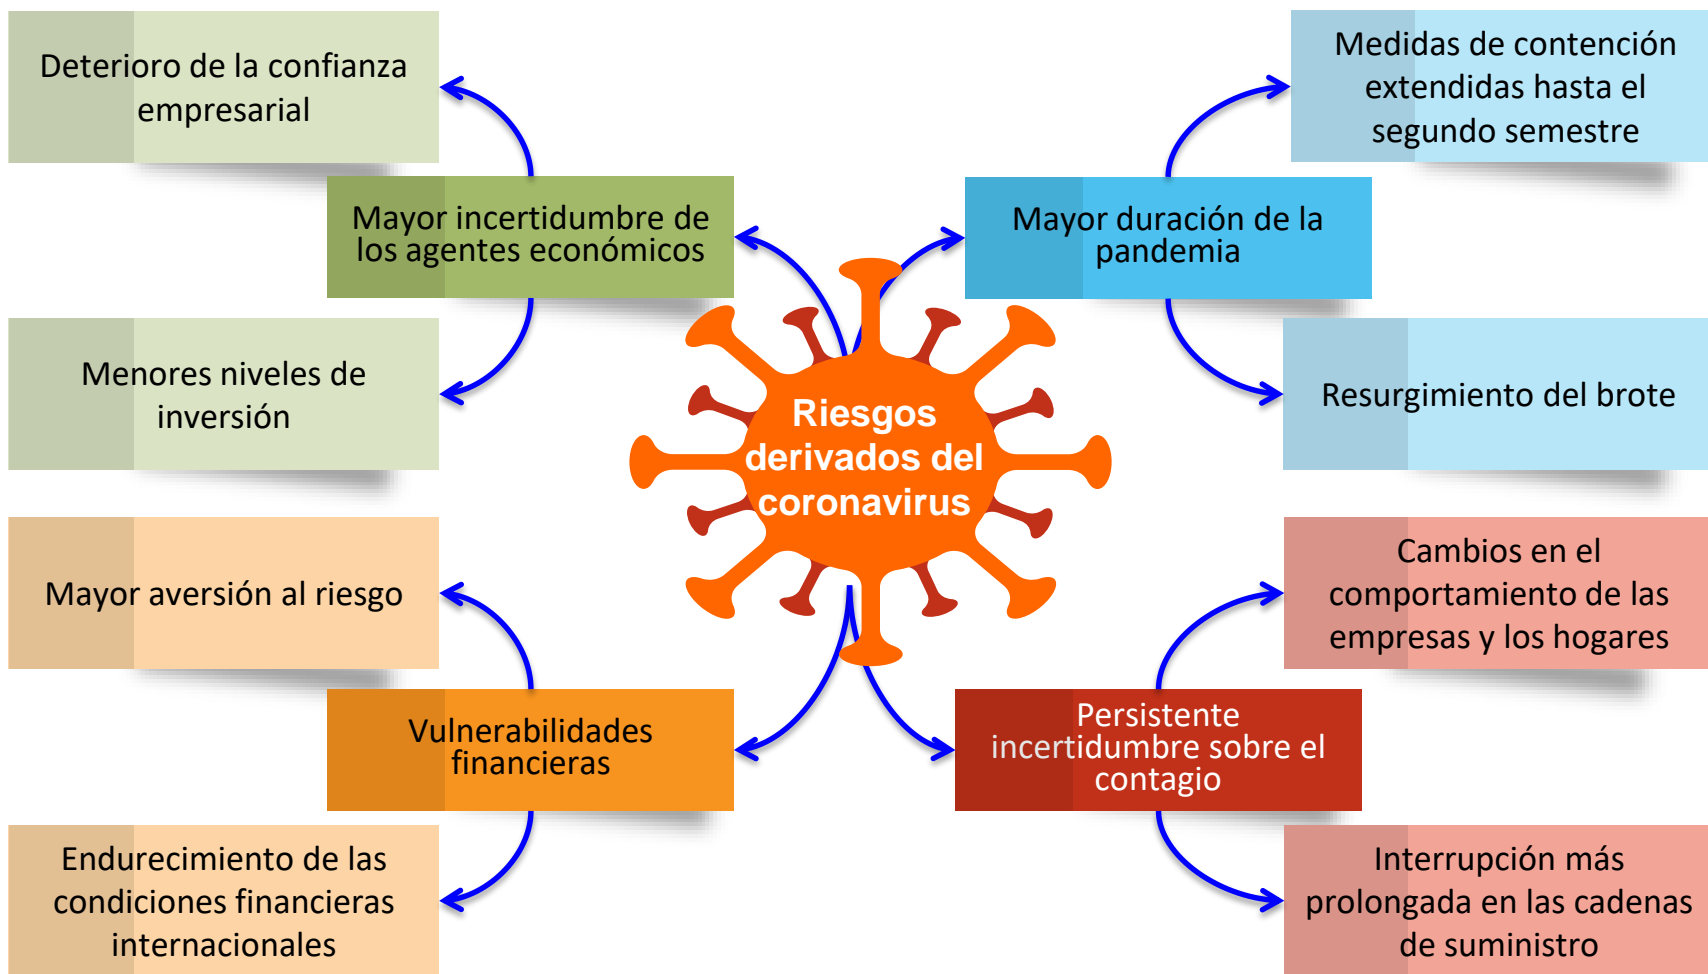 Deterioro de la confianza
empresarial
Mayor incertidumbre de
los agentes económicos
Menores niveles de
inversión
Medidas de contención
extendidas hasta el
segundo semestre
Mayor duración de la
pandemia
Resurgimiento del brote
Riesgos
derivados del
coronavirus
Mayor aversión al riesgo
Vulnerabilidades
financieras
Endurecimiento de las
condiciones financieras
internacionales
Cambios en el
comportamiento de las
empresas y los hogares
Persistente
incertidumbre sobre el
contagio
Interrupción más
prolongada en las cadenas
de suministro